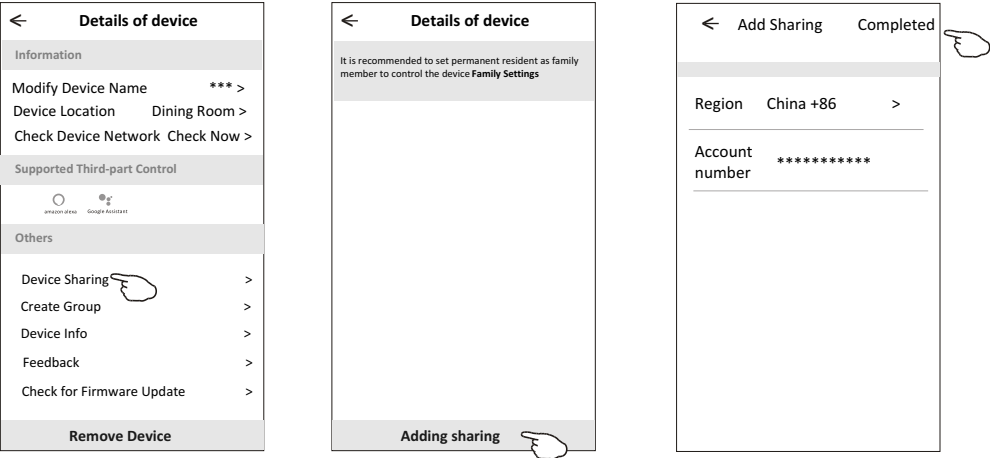 Details of device
Information
Modify Device Name *** >
Device Location Dining Room >
Check Device Network Check Now >
Supported Third-part Control
amazon alexa Google Assistant
Others
Device Sharing >
Create Group >
Device Info >
Feedback >
Check for Firmware Update >
Remove Device
Details of device
It is recommended to set permanent resident as family
member to control the device Family Settings
Adding sharing
Add Sharing Completed
Region China +86 >
Account
number ***********